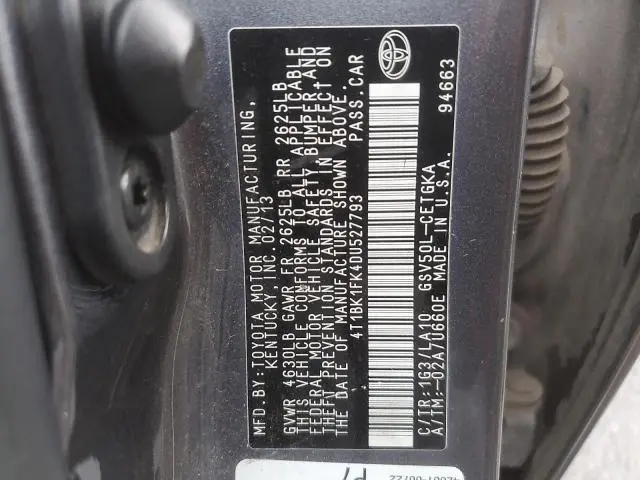 MFD.BY:TOYOTA MOTOR MANUFACTURING,
KENTUCKY, INC.02/13
GVWR 4630LB GAWR FR 2625LB RR 2625LB
THIS VEHICLE CONFORMS TO ALL APPLICABLE
FEDERAL MOTOR VEHICLE SAFETY, BUMPER, AND
THEFT PREVENTION STANDARDS IN EFFECT ON
THE DATE OF MANUFACTURE SHOWN ABOVE.
4T1BK1FK4DU527793 PASS.CAR
C/TR:1G3/LA10 GSV50L-CETGKA
A/TM:-02A/U660E MADE IN U.S.A.
94663